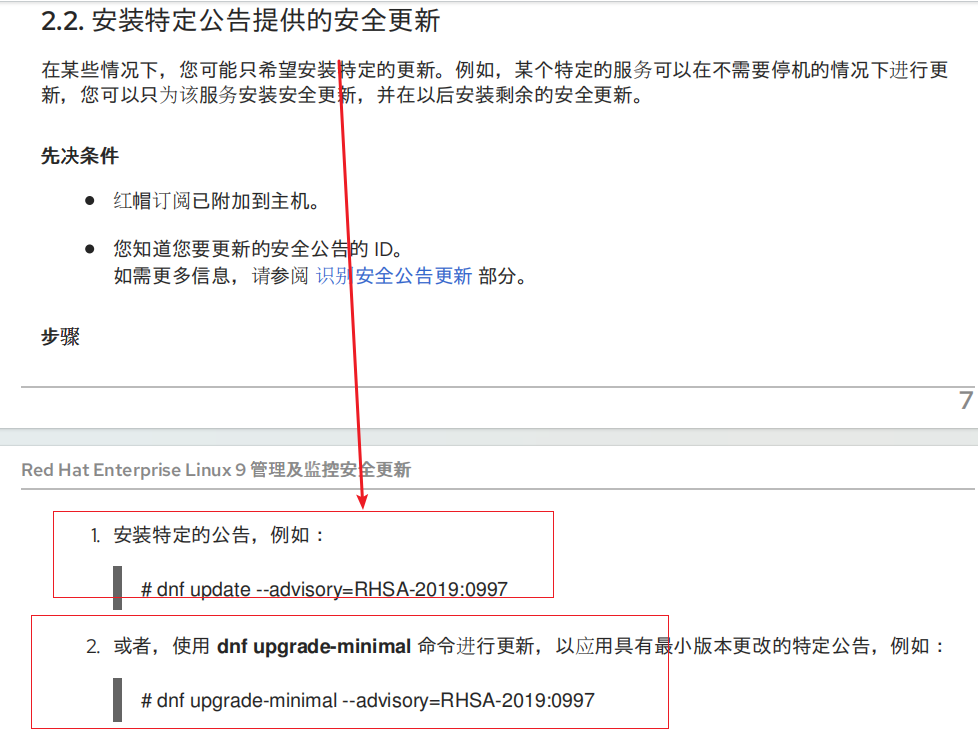 2.2. 安装特定公告提供的安全更新
在某些情况下，您可能只希望安装特定的更新。例如，某个特定的服务可以在不需要停机的情况下进行更
新，您可以只为该服务安装安全更新，并在以后安装剩余的安全更新。
先决条件
● 红帽订阅已附加到主机。
● 您知道您要更新的安全公告的 ID。
如需更多信息，请参阅 识别安全公告更新 部分。
步骤
7
Red Hat Enterprise Linux 9 管理及监控安全更新
1. 安装特定的公告，例如：
# dnf update --advisory=RHSA-2019:0997
2. 或者，使用 dnf upgrade-minimal 命令进行更新，以应用具有最小版本更改的特定公告，例如：
# dnf upgrade-minimal --advisory=RHSA-2019:0997